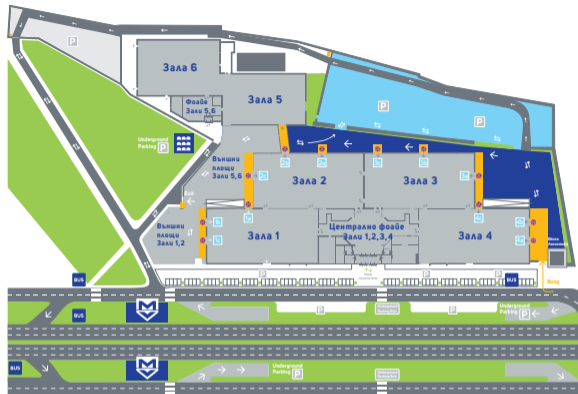 P
Зала 6
Зала 5
Фоайе
Зали 5,6
P
P
Underground
Parking P
Външни
площи
Зали 5,6
Зала 2
Зала 3
Външни
площи
Зали 1,2
Зала 1
Централно фоайе
Зали 1,2,3,4
Зала 4
Вход
BUS
P
P
P
BUS
BUS
P
P
Underground
Parking P
BUS
Underground
Parking P